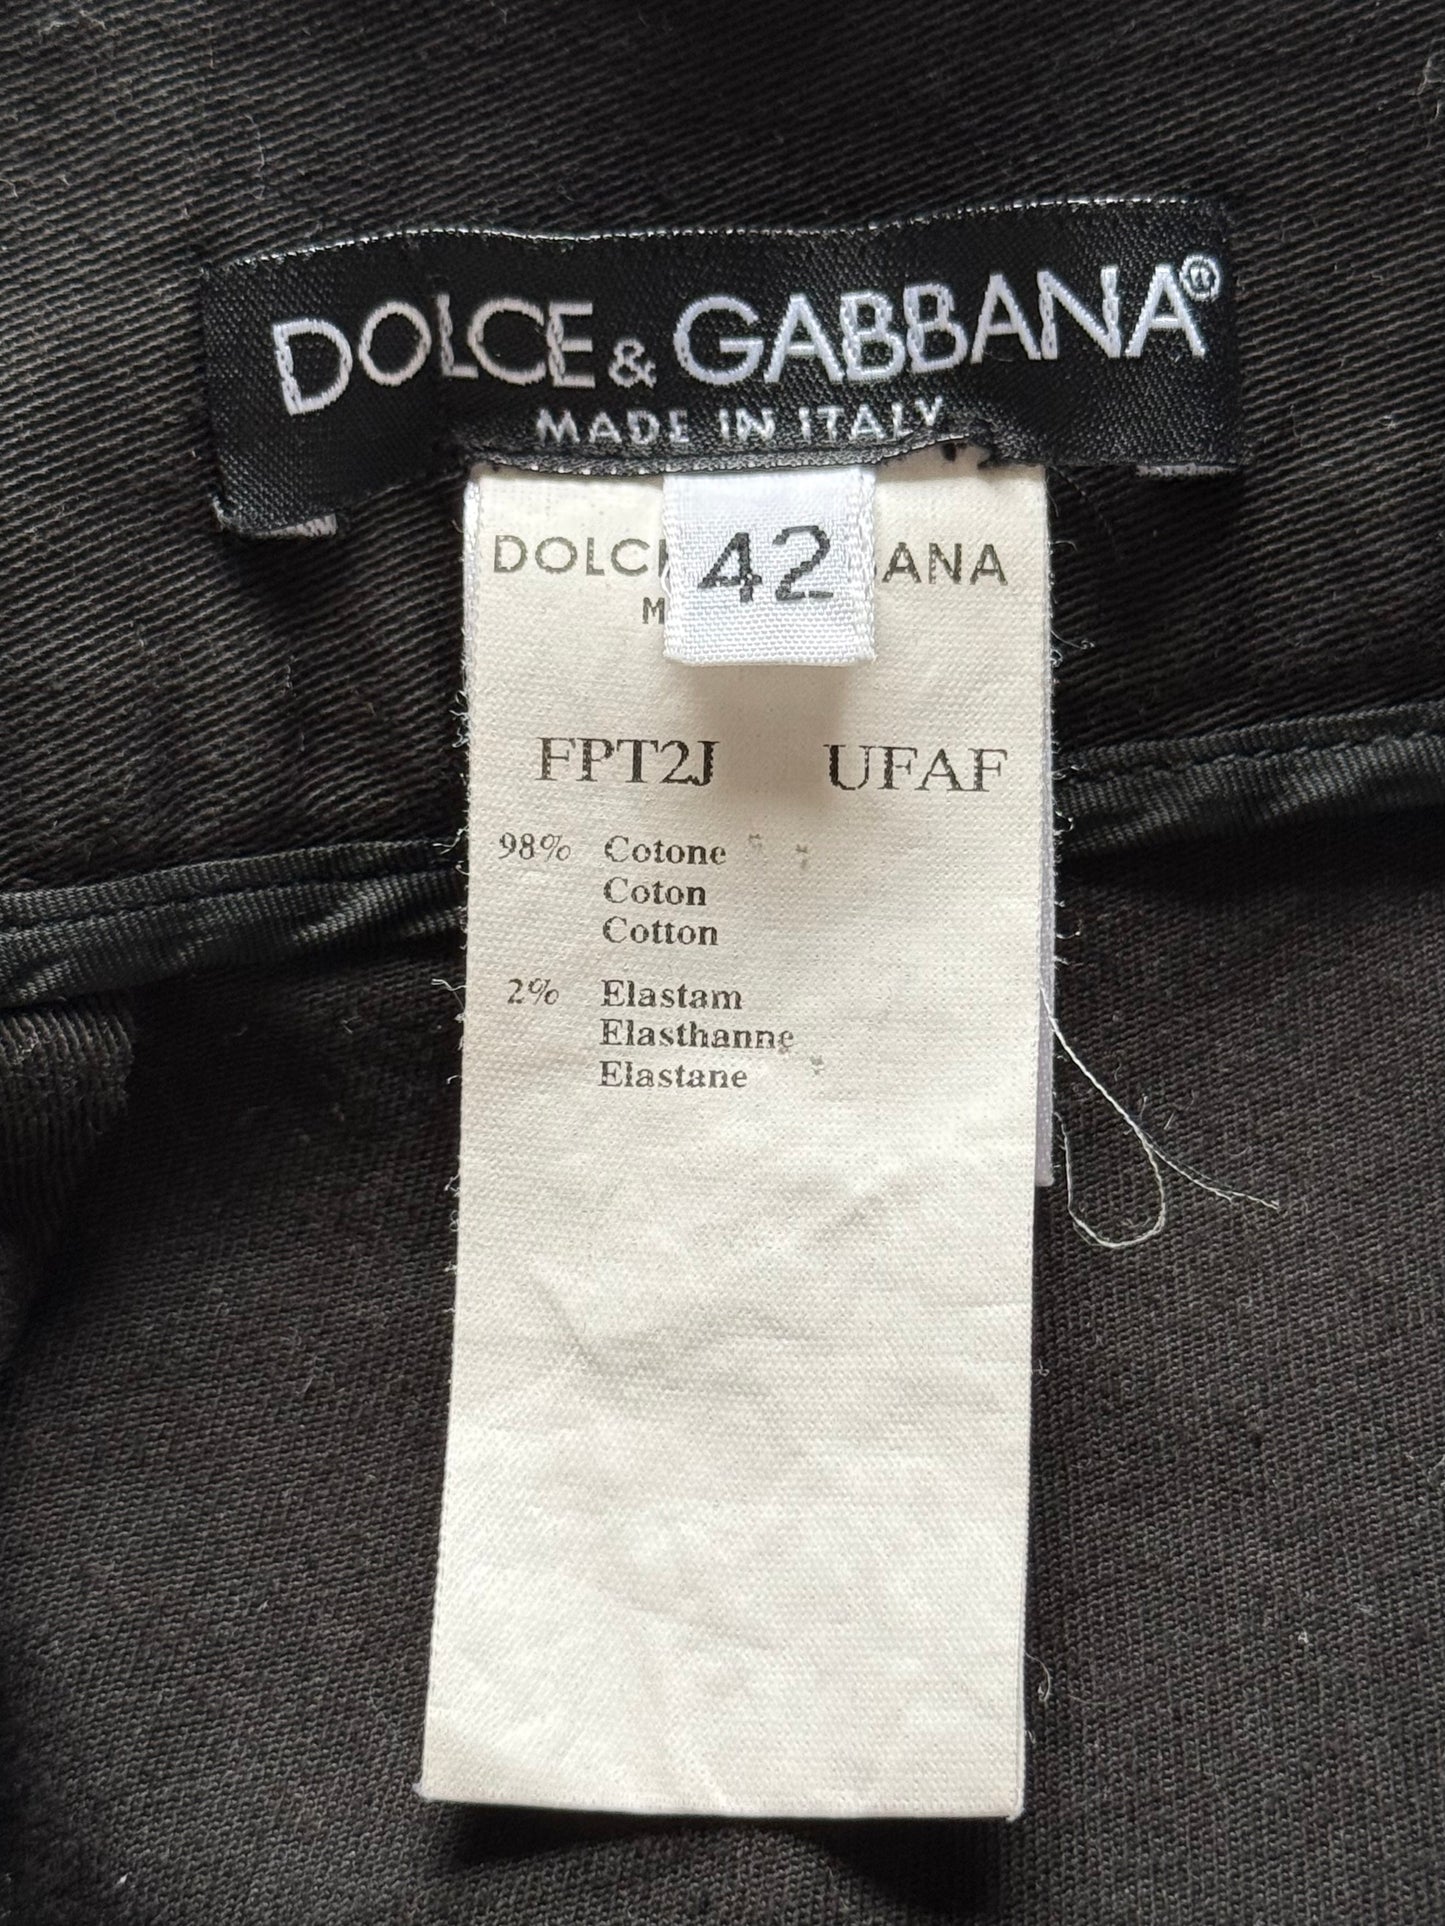 DOLCE & GABBANA®
MADE IN ITALY
42
FPT2J UFAF
98% Cotone
Coton
Cotton
2% Elastam
Elasthanne
Elastane